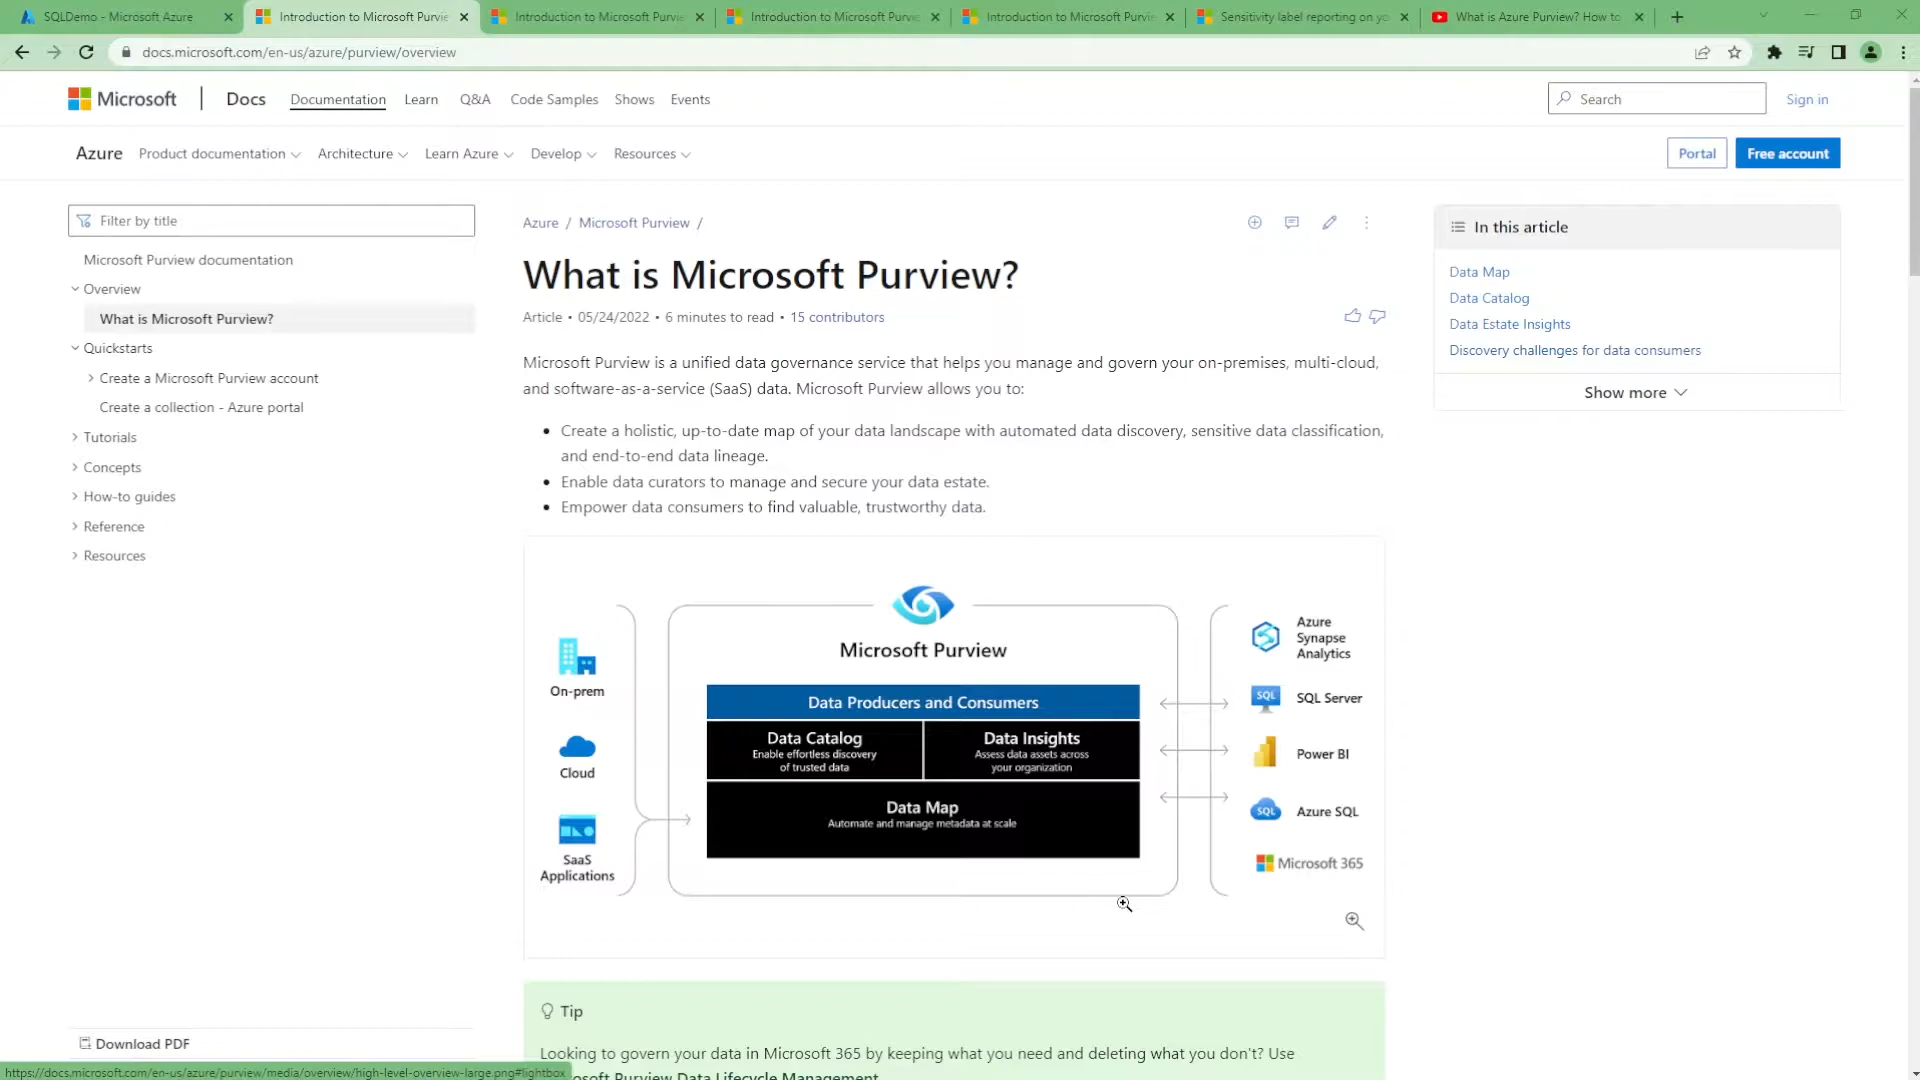 SQLDemo - Microsoft Azure
Introduction to Microsoft Purvie
Introduction to Microsoft Purvie
Introduction to Microsoft Purvie
Introduction to Microsoft Purvie
Sensitivity label reporting on yo
What is Azure Purview? How to
docs.microsoft.com/en-us/azure/purview/overview
Microsoft
Docs
Documentation
Learn
Q&A
Code Samples
Shows
Events
Search
Sign in
Azure
Product documentation
Architecture
Learn Azure
Develop
Resources
Portal
Free account
Filter by title
Microsoft Purview documentation
Overview
What is Microsoft Purview?
Quickstarts
Create a Microsoft Purview account
Create a collection - Azure portal
Tutorials
Concepts
How-to guides
Reference
Resources
Download PDF
Azure / Microsoft Purview /
What is Microsoft Purview?
Article • 05/24/2022 • 6 minutes to read • 15 contributors
Microsoft Purview is a unified data governance service that helps you manage and govern your on-premises, multi-cloud,
and software-as-a-service (SaaS) data. Microsoft Purview allows you to:
• Create a holistic, up-to-date map of your data landscape with automated data discovery, sensitive data classification,
and end-to-end data lineage.
• Enable data curators to manage and secure your data estate.
• Empower data consumers to find valuable, trustworthy data.
On-prem
Cloud
SaaS
Applications
Microsoft Purview
Data Producers and Consumers
Data Catalog
Enable effortless discovery
of trusted data
Data Insights
Assess data assets across
your organization
Data Map
Automate and manage metadata at scale
Azure
Synapse
Analytics
SQL
SQL Server
Power BI
SQL
Azure SQL
Microsoft 365
Tip
Looking to govern your data in Microsoft 365 by keeping what you need and deleting what you don't? Use
osoft Purview Data Lifecycle Management
In this article
Data Map
Data Catalog
Data Estate Insights
Discovery challenges for data consumers
Show more
https://docs.microsoft.com/en-us/azure/purview/media/overview/high-level-overview-large.png#lightbox